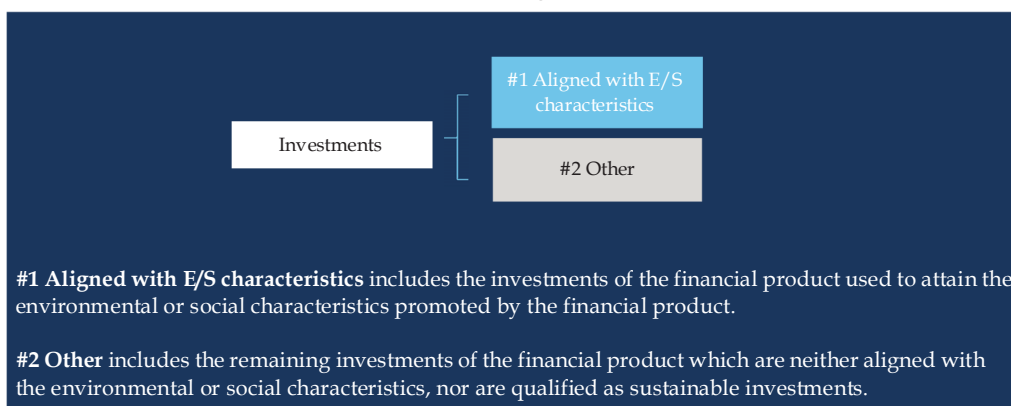 #1 Aligned with E/S
characteristics
Investments
#2 Other
#1 Aligned with E/S characteristics includes the investments of the financial product used to attain the
environmental or social characteristics promoted by the financial product.
#2 Other includes the remaining investments of the financial product which are neither aligned with
the environmental or social characteristics, nor are qualified as sustainable investments.